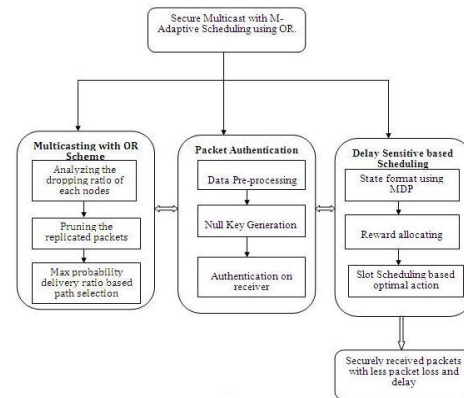 Secure Multicast with M-
Adaptive Scheduling using OR.
Multicasting with OR
Scheme
Analyzing the
dropping ratio of
each nodes
Pruning the
replicated packets
Max probability
delivery ratio based
path selection
Packet Authentication
Data Pre-processing
Null Key Generation
Authentication on
receiver
Delay Sensitive based
Scheduling
State format using
MDP
Reward allocating
Slot Scheduling based
optimal action
Securely received packets
with less packet loss and
delay